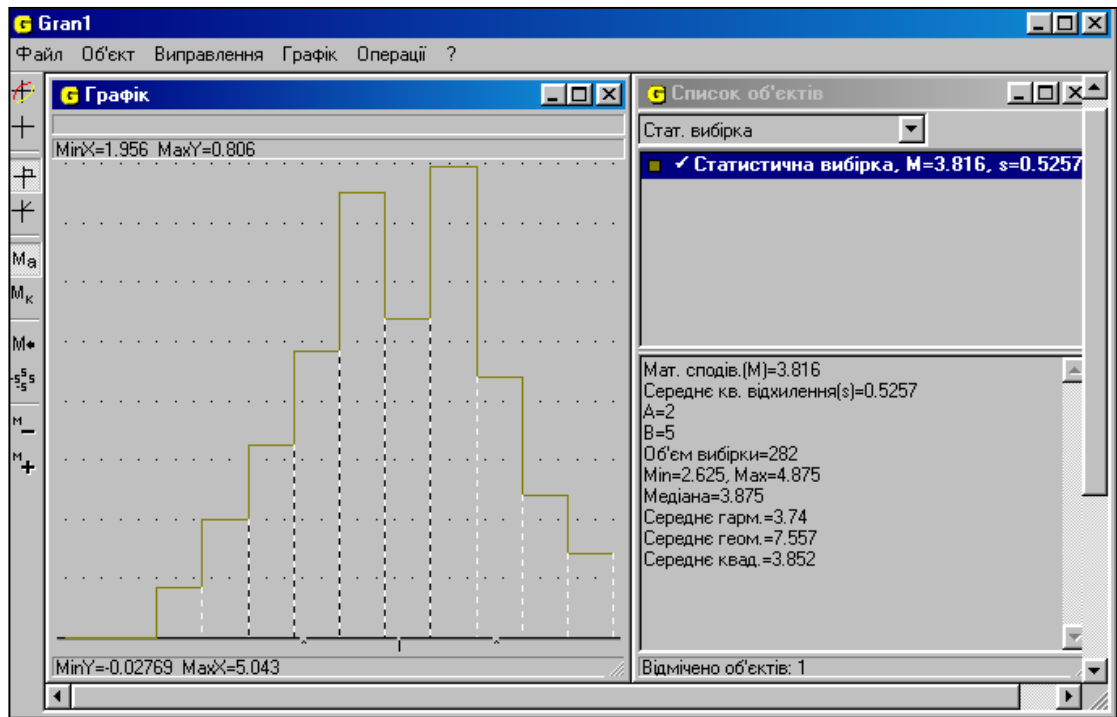 Gran1
Файл Об'єкт Виправлення Графік Операції ?
Графік
MinX=1.956 MaxY=0.806
MinY=-0.02769 MaxX=5.043
Ма
Мк
М
-s s s s
М
М
Список об'єктів
Стат. вибірка
✓ Статистична вибірка, М=3.816, s=0.5257
Мат. сподів.(М)=3.816
Середнє кв. відхилення(s)=0.5257
А=2
В=5
Об'єм вибірки=282
Min=2.625, Max=4.875
Медіана=3.875
Середнє гарм.=3.74
Середнє геом.=7.557
Середнє квад.=3.852
Відмічено об'єктів: 1